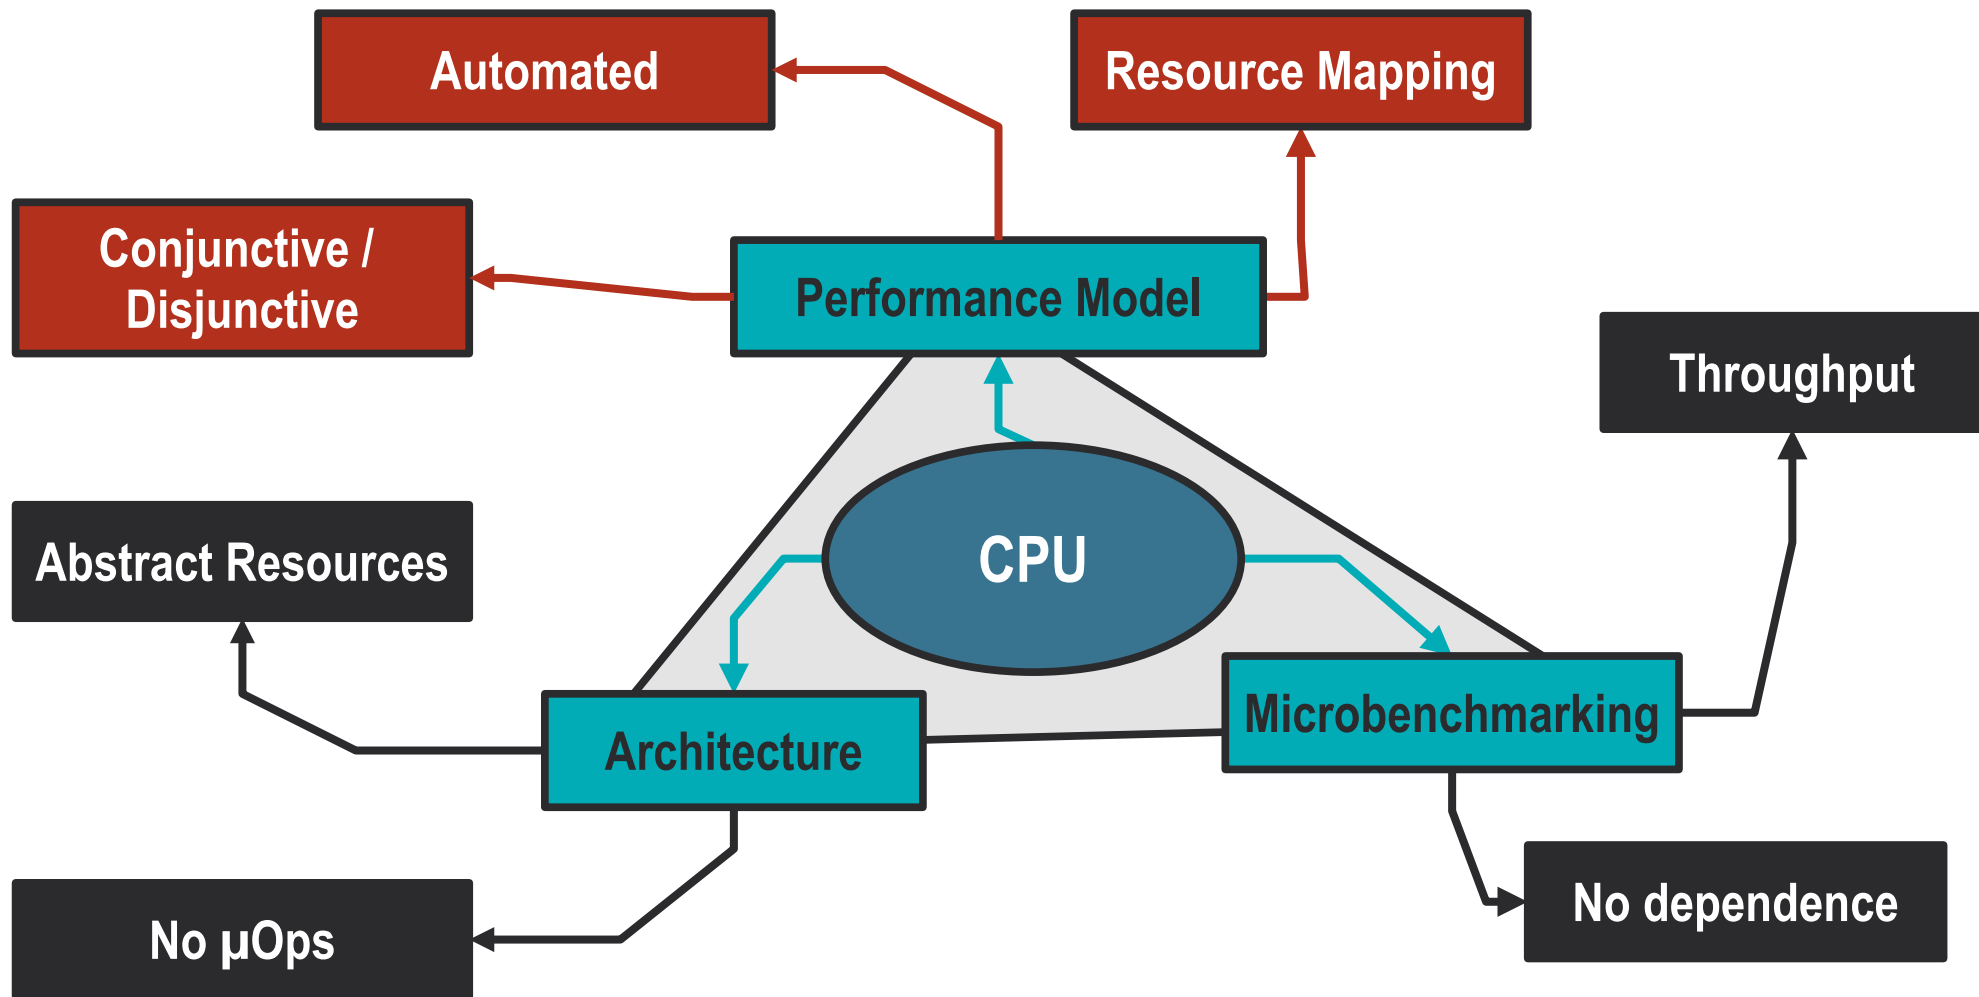 Automated
Resource Mapping
Conjunctive /
Disjunctive
Performance Model
Throughput
Abstract Resources
CPU
Microbenchmarking
Architecture
No dependence
No µOps